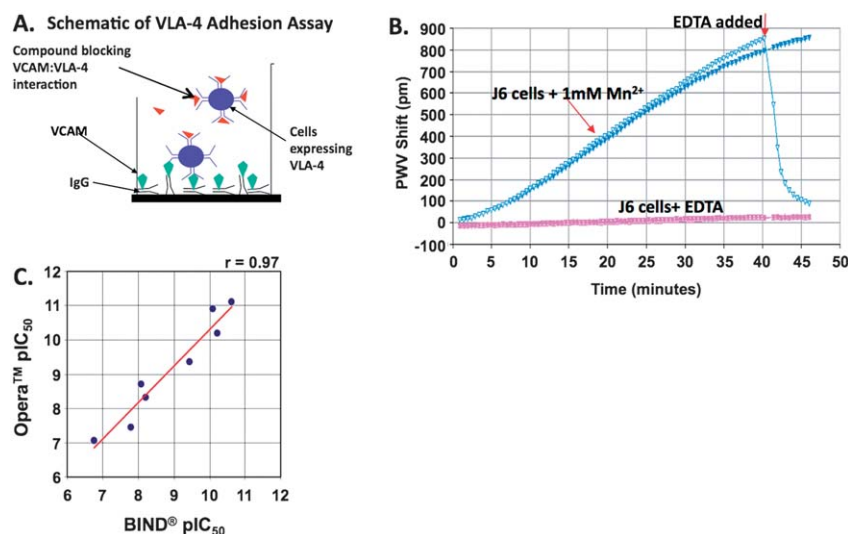 A. Schematic of VLA-4 Adhesion Assay
Compound blocking
VCAM:VLA-4
interaction
VCAM
IgG
Cells
expressing
VLA-4
B.
EDTA added
900
800
700
600
500
400
300
200
100
0
-100
PWV Shift (pm)
J6 cells + 1mM Mn²⁺
J6 cells+ EDTA
0 5 10 15 20 25 30 35 40 45 50
Time (minutes)
C.
r = 0.97
12
11
10
9
8
7
6
Opera™ pIC₅₀
6 7 8 9 10 11 12
BIND® pIC₅₀